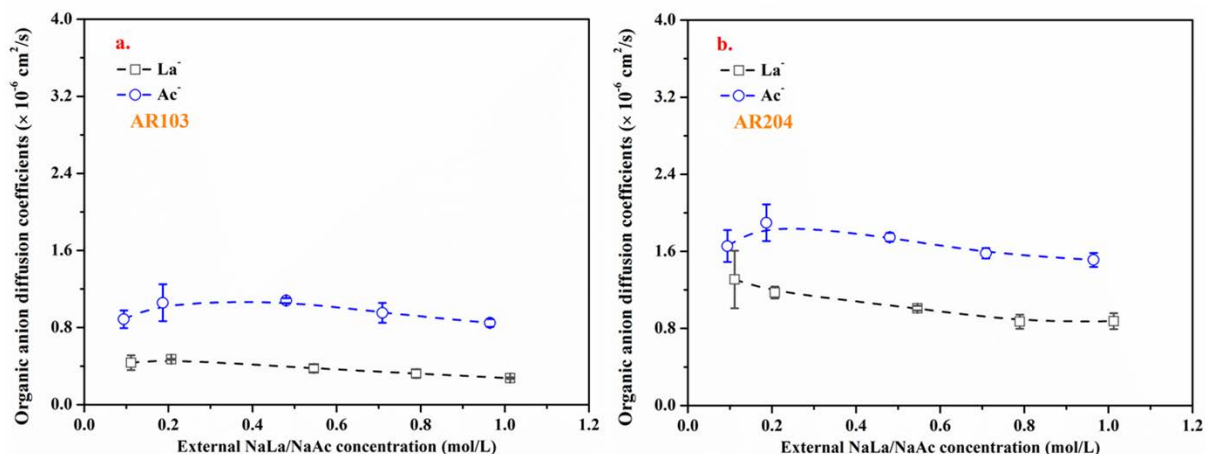 Organic anion diffusion coefficients (× 10⁻⁶ cm²/s)
4.0
3.2
2.4
1.6
0.8
0.0
a.
La⁻
Ac⁻
AR103
0.0 0.2 0.4 0.6 0.8 1.0 1.2
External NaLa/NaAc concentration (mol/L)
Organic anion diffusion coefficients (× 10⁻⁶ cm²/s)
4.0
3.2
2.4
1.6
0.8
0.0
b.
La⁻
Ac⁻
AR204
0.0 0.2 0.4 0.6 0.8 1.0 1.2
External NaLa/NaAc concentration (mol/L)